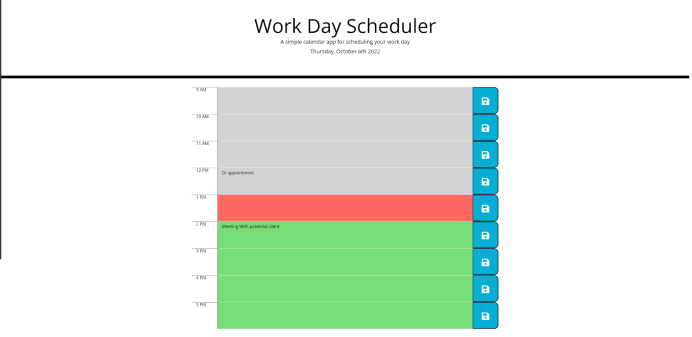 Work Day Scheduler
A simple calendar app for scheduling your work day
Thursday, October 6th 2022
9 AM
10 AM
11 AM
12 PM
Dr appointment
1 PM
2 PM
Meeting With potential client
3 PM
4 PM
5 PM